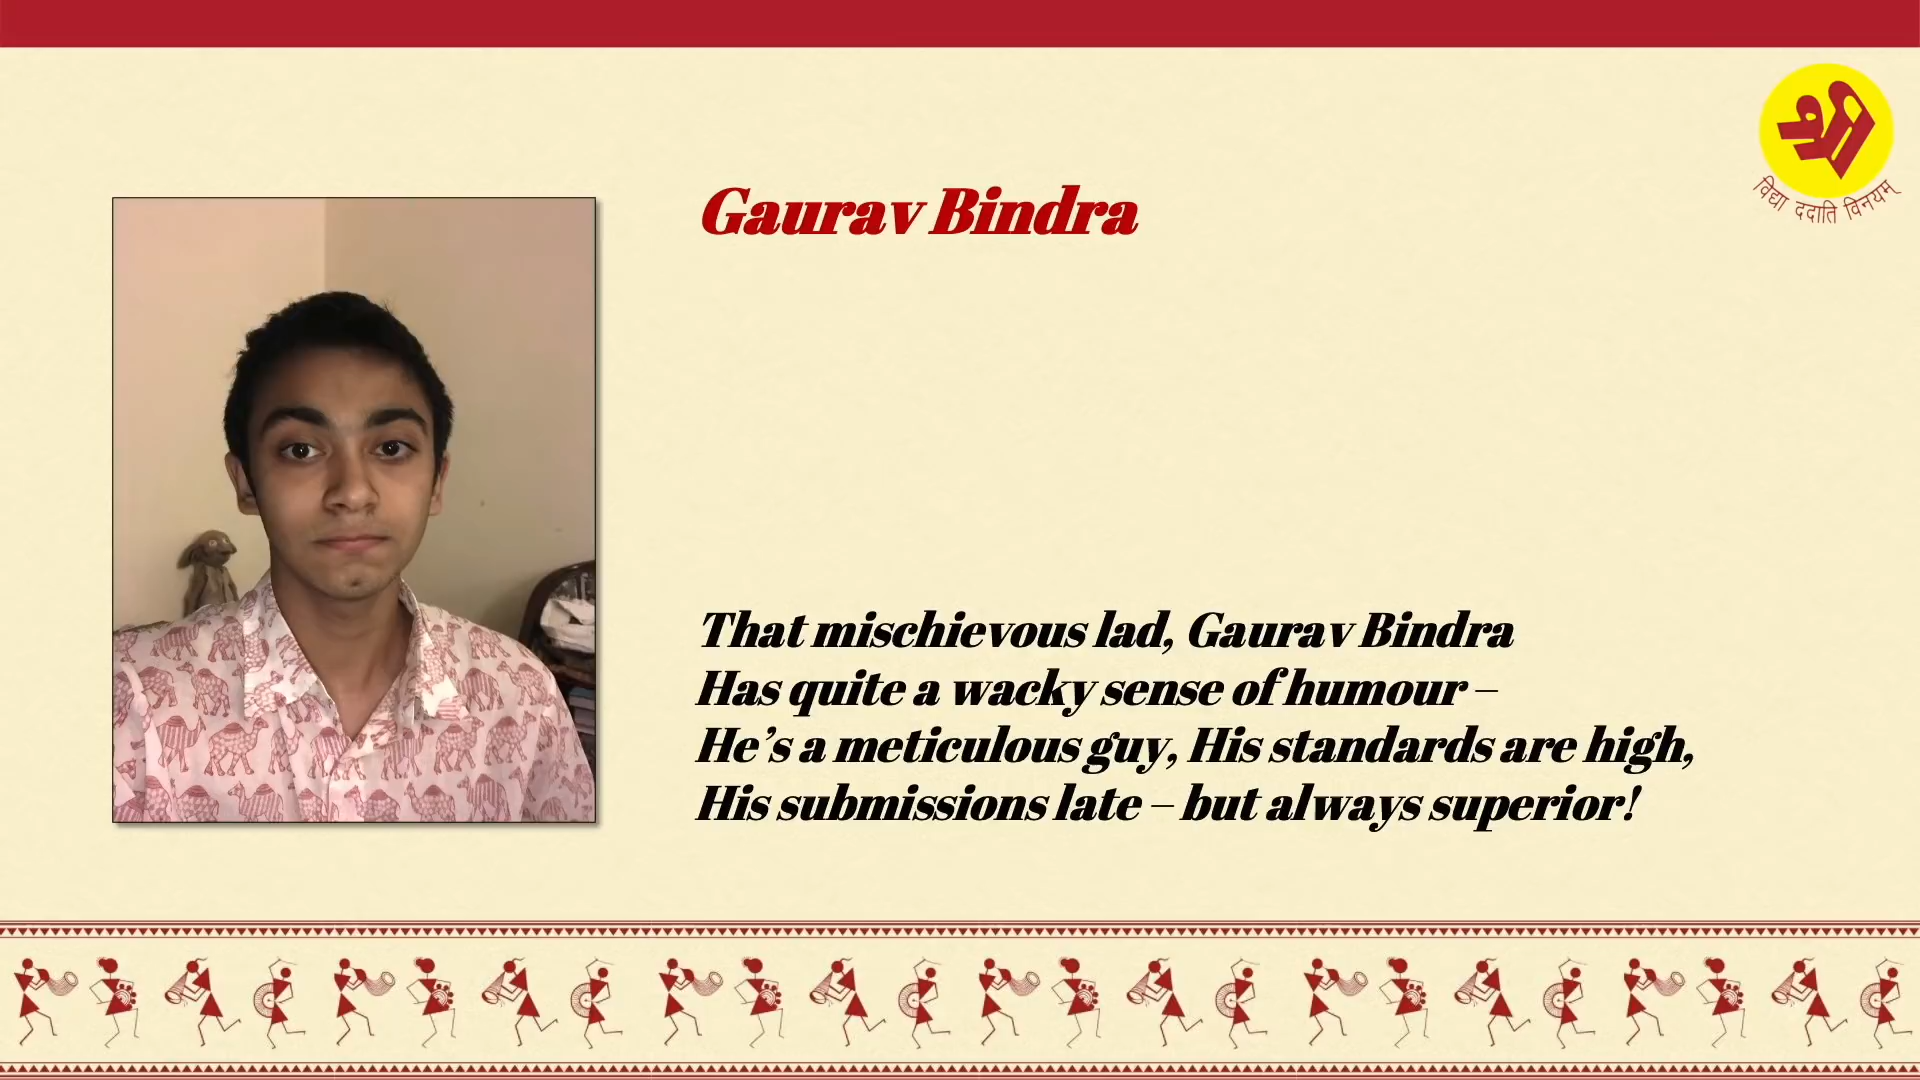 श्री
विद्या ददाति विनयम्
Gaurav Bindra
That mischievous lad, Gaurav Bindra
Has quite a wacky sense of humour –
He’s a meticulous guy, His standards are high,
His submissions late – but always superior!